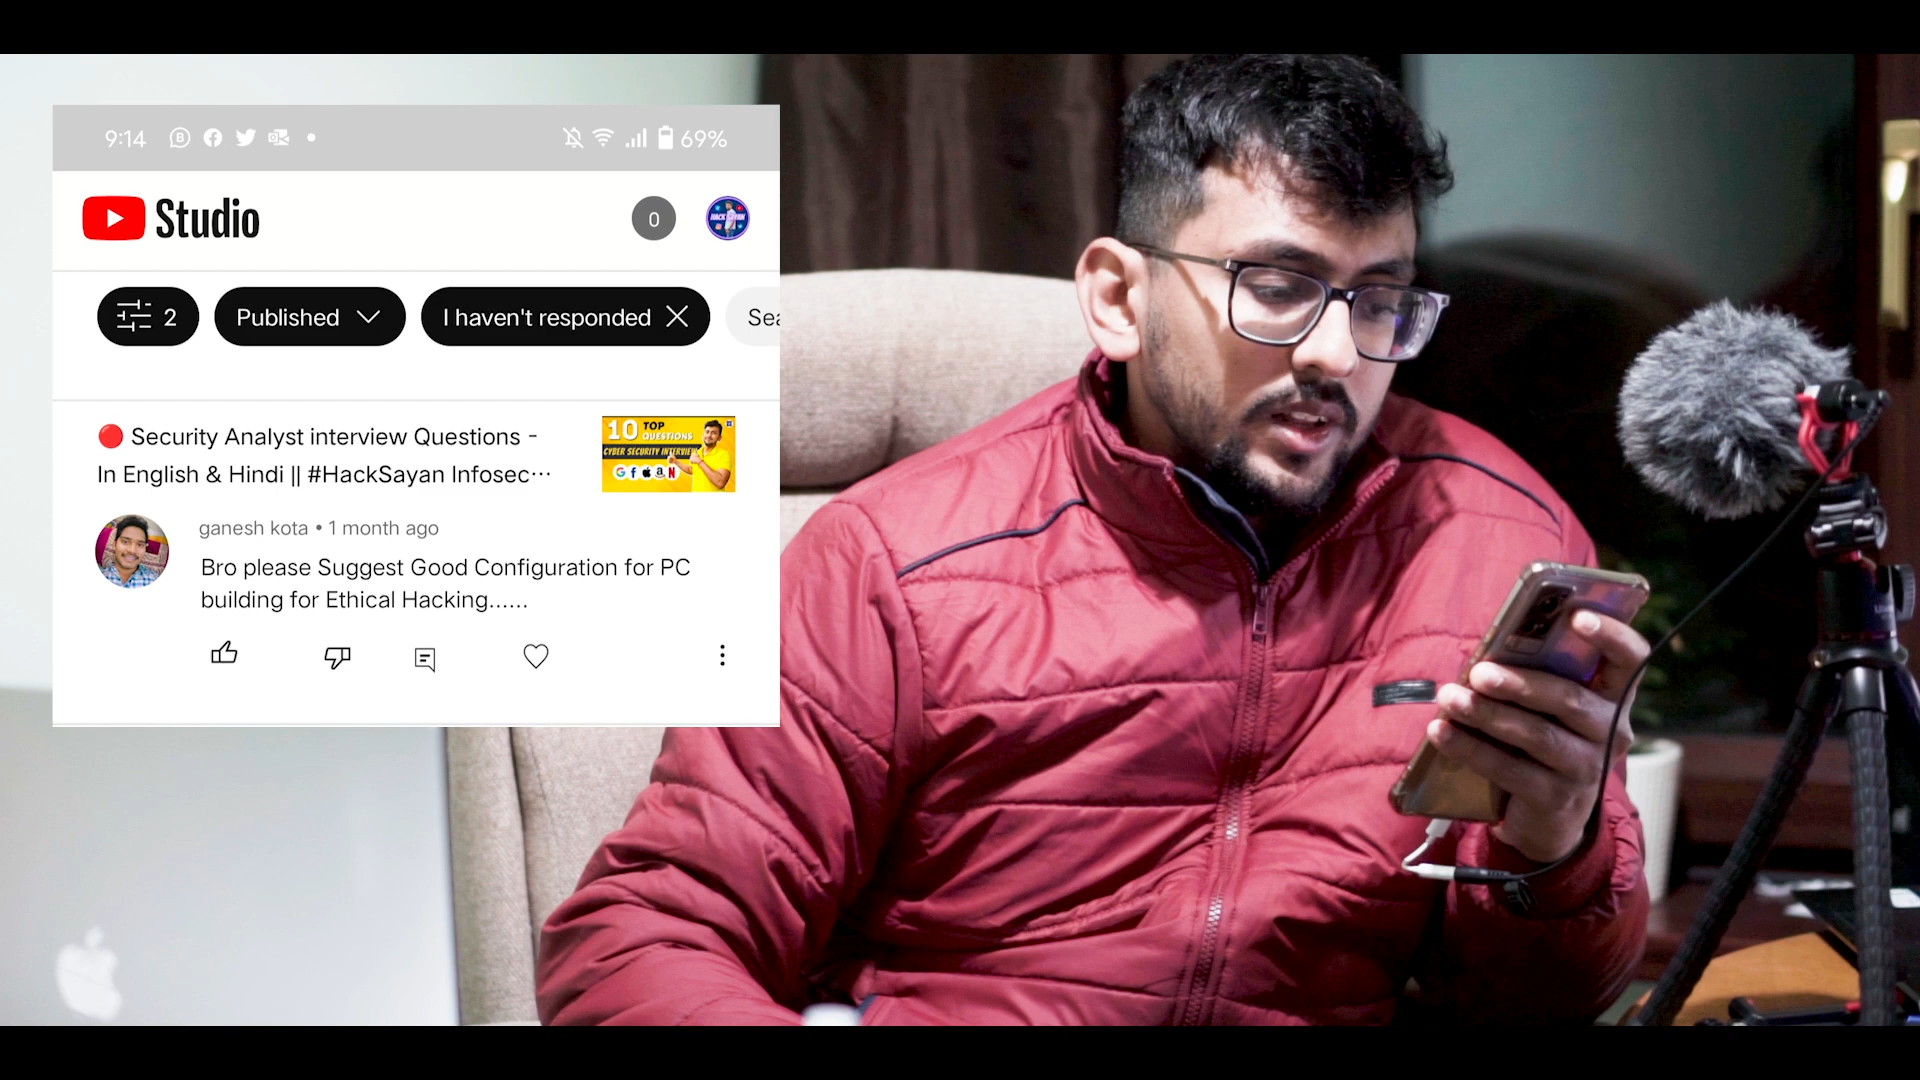 9:14
69%
Studio
0
HACK SAYAN
2
Published
I haven't responded
Sea
🔴 Security Analyst interview Questions -
In English & Hindi || #HackSayan Infosec…
10 TOP
QUESTIONS
CYBER SECURITY INTERVIEW
ganesh kota • 1 month ago
Bro please Suggest Good Configuration for PC
building for Ethical Hacking......